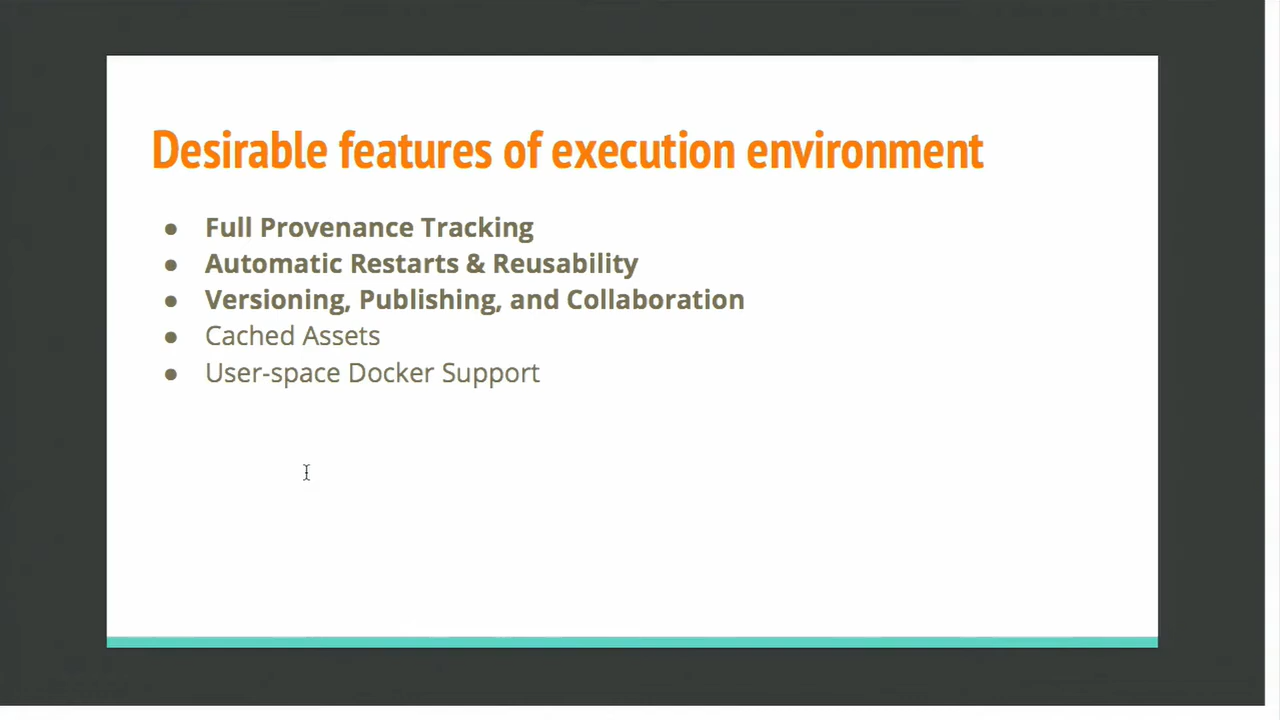 Desirable features of execution environment
● Full Provenance Tracking
● Automatic Restarts & Reusability
● Versioning, Publishing, and Collaboration
● Cached Assets
● User-space Docker Support